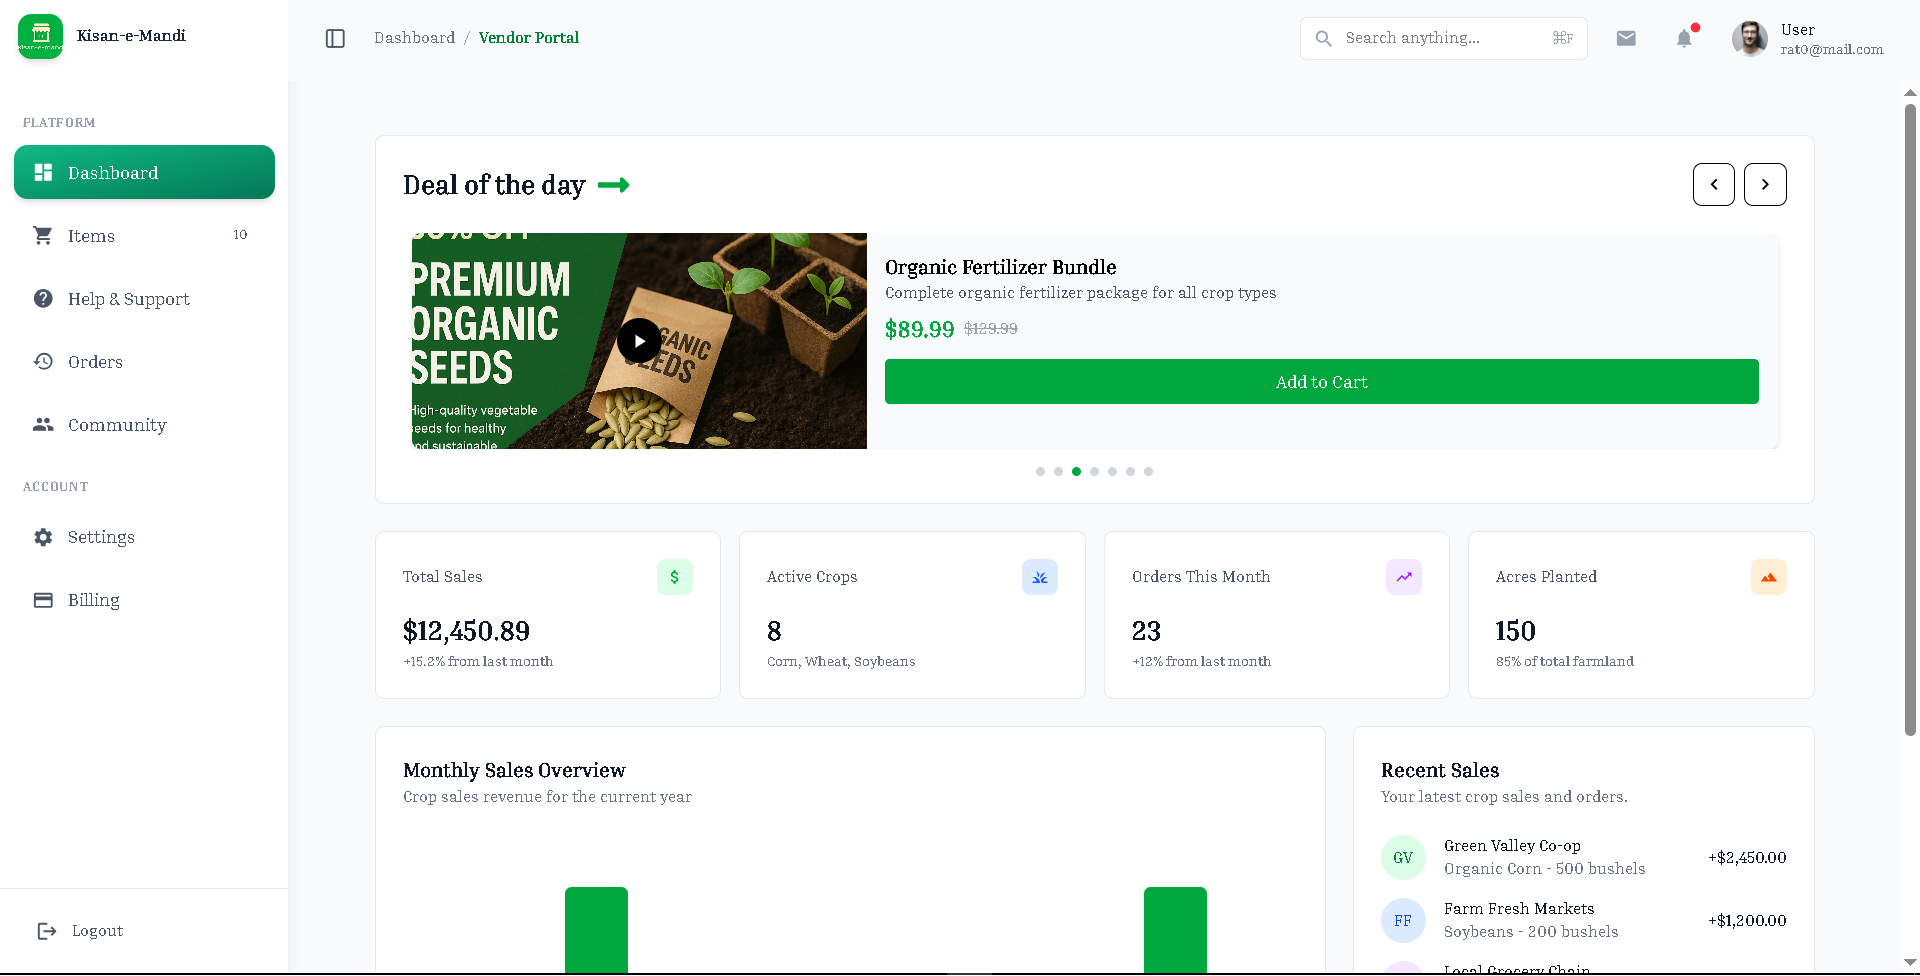 Kisan-e-Mandi
Dashboard / Vendor Portal
Search anything...
⌘F
User
rat0@mail.com
PLATFORM
Dashboard
Items 10
Help & Support
Orders
Community
ACCOUNT
Settings
Billing
Logout
Deal of the day
PREMIUM
ORGANIC
SEEDS
High-quality vegetable
seeds for healthy
and sustainable
Organic Fertilizer Bundle
Complete organic fertilizer package for all crop types
$89.99 $129.99
Add to Cart
Total Sales
$
$12,450.89
+15.2% from last month
Active Crops
8
Corn, Wheat, Soybeans
Orders This Month
23
+12% from last month
Acres Planted
150
85% of total farmland
Monthly Sales Overview
Crop sales revenue for the current year
Recent Sales
Your latest crop sales and orders.
GV
Green Valley Co-op
Organic Corn - 500 bushels
+$2,450.00
FF
Farm Fresh Markets
Soybeans - 200 bushels
+$1,200.00
Local Grocery Chain